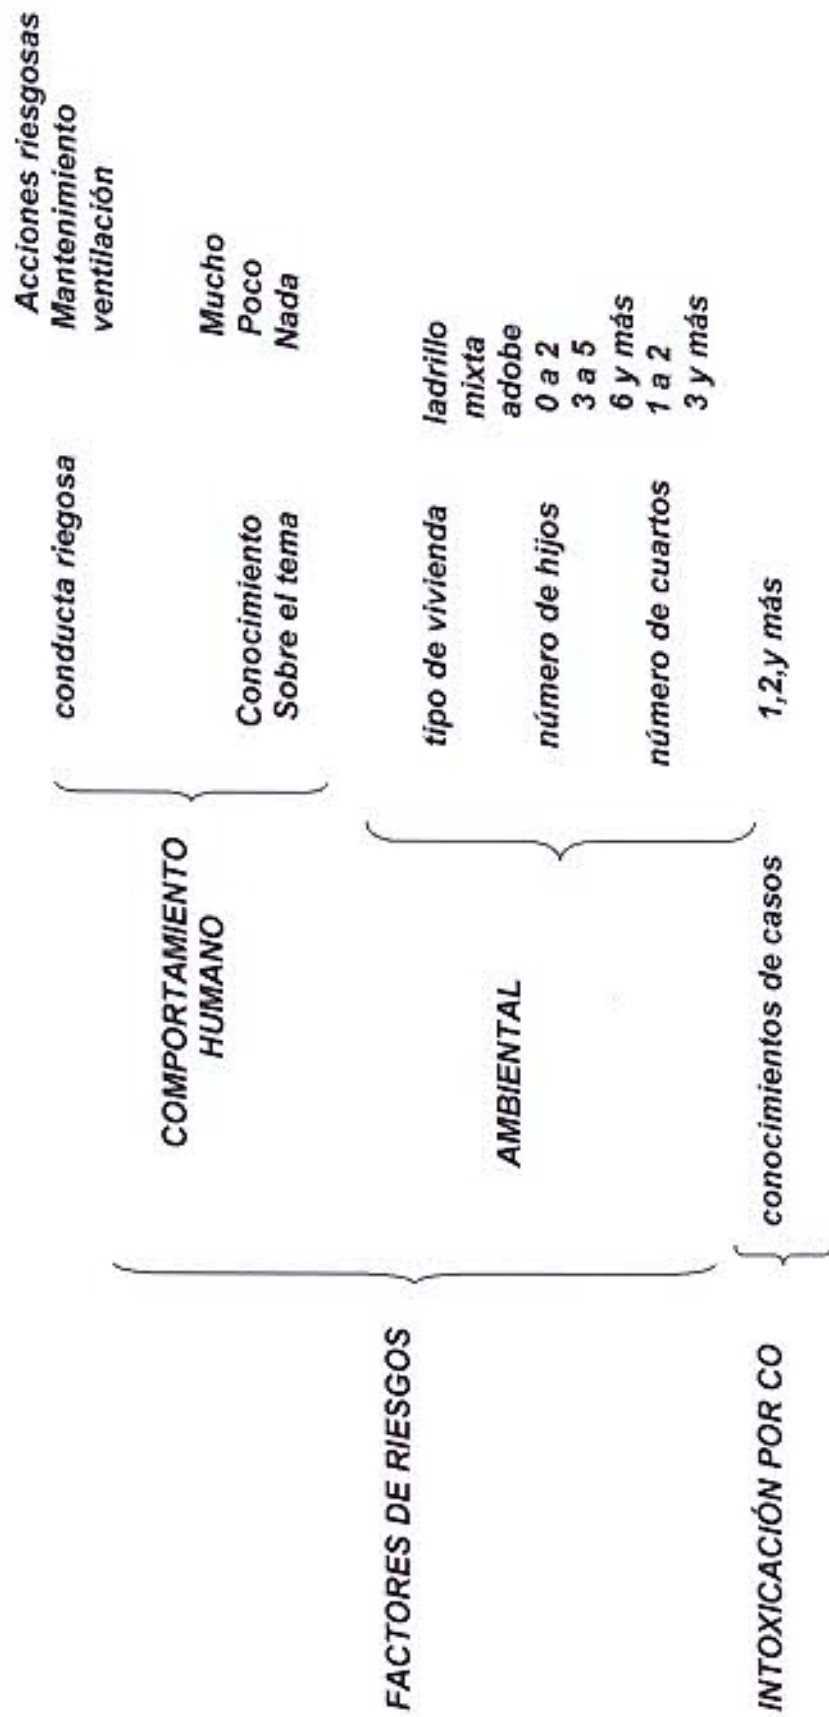 Acciones riesgosas
conducta riegosa Mantenimiento
ventilación
COMPORTAMIENTO
HUMANO
Mucho
Conocimiento Poco
Sobre el tema Nada
FACTORES DE RIESGOS
tipo de vivienda ladrillo
mixta
adobe
AMBIENTAL
número de hijos 0 a 2
3 a 5
6 y más
número de cuartos 1 a 2
3 y más
INTOXICACIÓN POR CO conocimientos de casos 1,2,y más